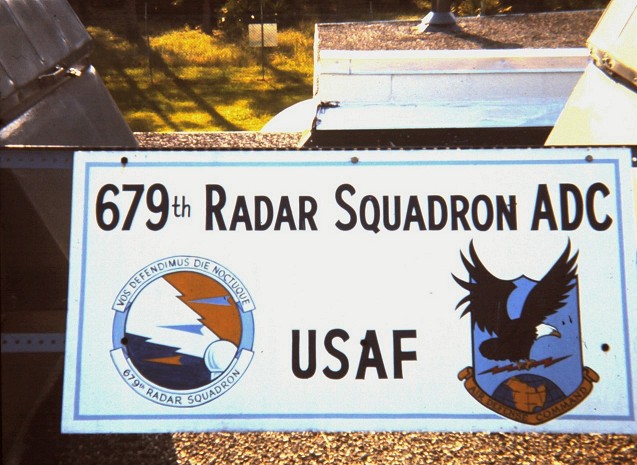 679th RADAR SQUADRON ADC
VOS DEFENDIMUS DIE NOCTUQUE
679th RADAR SQUADRON
USAF
AIR DEFENSE COMMAND